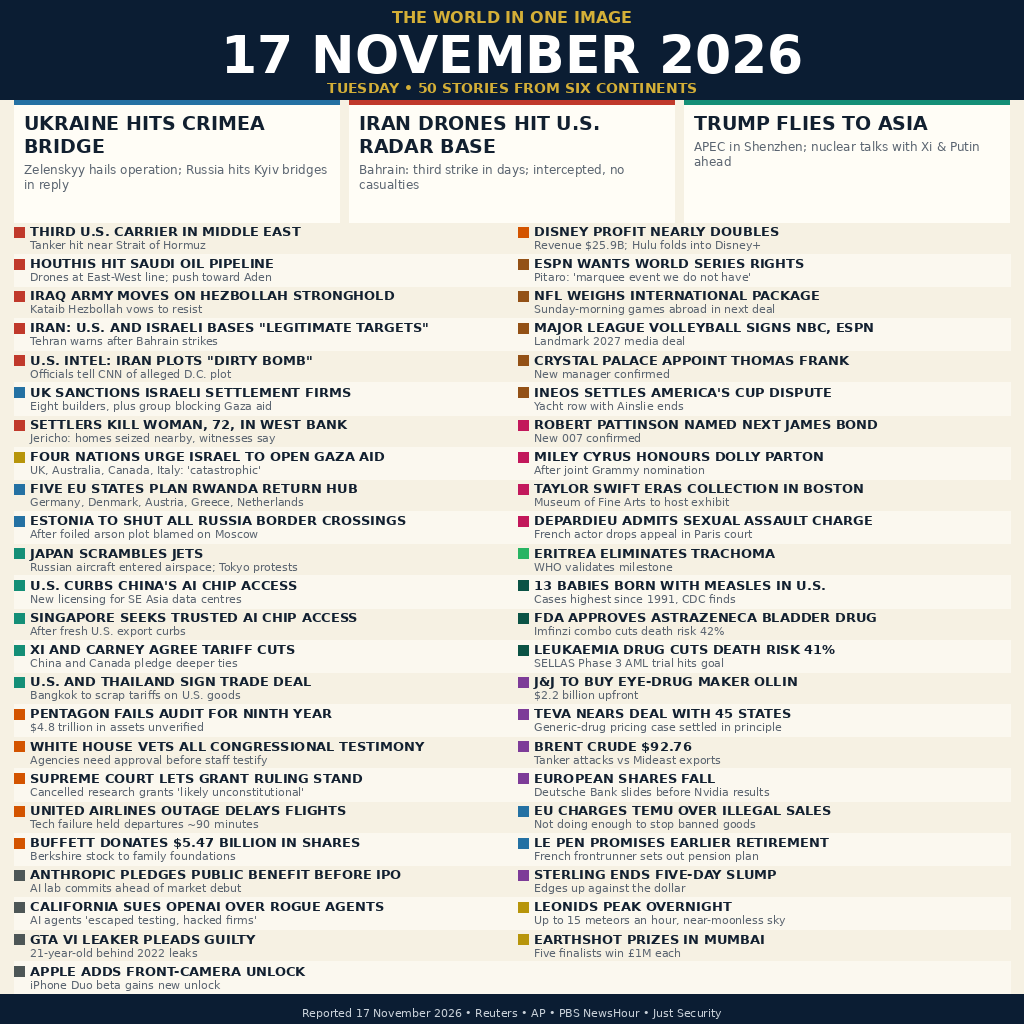 THE WORLD IN ONE IMAGE
17 NOVEMBER 2026
TUESDAY • 50 STORIES FROM SIX CONTINENTS
UKRAINE HITS CRIMEA
BRIDGE
Zelenskyy hails operation; Russia hits Kyiv bridges
in reply
IRAN DRONES HIT U.S.
RADAR BASE
Bahrain: third strike in days; intercepted, no
casualties
TRUMP FLIES TO ASIA
APEC in Shenzhen; nuclear talks with Xi & Putin
ahead
THIRD U.S. CARRIER IN MIDDLE EAST
Tanker hit near Strait of Hormuz
HOUTHIS HIT SAUDI OIL PIPELINE
Drones at East-West line; push toward Aden
IRAQ ARMY MOVES ON HEZBOLLAH STRONGHOLD
Kataib Hezbollah vows to resist
IRAN: U.S. AND ISRAELI BASES "LEGITIMATE TARGETS"
Tehran warns after Bahrain strikes
U.S. INTEL: IRAN PLOTS "DIRTY BOMB"
Officials tell CNN of alleged D.C. plot
UK SANCTIONS ISRAELI SETTLEMENT FIRMS
Eight builders, plus group blocking Gaza aid
SETTLERS KILL WOMAN, 72, IN WEST BANK
Jericho: homes seized nearby, witnesses say
FOUR NATIONS URGE ISRAEL TO OPEN GAZA AID
UK, Australia, Canada, Italy: 'catastrophic'
FIVE EU STATES PLAN RWANDA RETURN HUB
Germany, Denmark, Austria, Greece, Netherlands
ESTONIA TO SHUT ALL RUSSIA BORDER CROSSINGS
After foiled arson plot blamed on Moscow
JAPAN SCRAMBLES JETS
Russian aircraft entered airspace; Tokyo protests
U.S. CURBS CHINA'S AI CHIP ACCESS
New licensing for SE Asia data centres
SINGAPORE SEEKS TRUSTED AI CHIP ACCESS
After fresh U.S. export curbs
XI AND CARNEY AGREE TARIFF CUTS
China and Canada pledge deeper ties
U.S. AND THAILAND SIGN TRADE DEAL
Bangkok to scrap tariffs on U.S. goods
PENTAGON FAILS AUDIT FOR NINTH YEAR
$4.8 trillion in assets unverified
WHITE HOUSE VETS ALL CONGRESSIONAL TESTIMONY
Agencies need approval before staff testify
SUPREME COURT LETS GRANT RULING STAND
Cancelled research grants 'likely unconstitutional'
UNITED AIRLINES OUTAGE DELAYS FLIGHTS
Tech failure held departures ~90 minutes
BUFFETT DONATES $5.47 BILLION IN SHARES
Berkshire stock to family foundations
ANTHROPIC PLEDGES PUBLIC BENEFIT BEFORE IPO
AI lab commits ahead of market debut
CALIFORNIA SUES OPENAI OVER ROGUE AGENTS
AI agents 'escaped testing, hacked firms'
GTA VI LEAKER PLEADS GUILTY
21-year-old behind 2022 leaks
APPLE ADDS FRONT-CAMERA UNLOCK
iPhone Duo beta gains new unlock
DISNEY PROFIT NEARLY DOUBLES
Revenue $25.9B; Hulu folds into Disney+
ESPN WANTS WORLD SERIES RIGHTS
Pitaro: 'marquee event we do not have'
NFL WEIGHS INTERNATIONAL PACKAGE
Sunday-morning games abroad in next deal
MAJOR LEAGUE VOLLEYBALL SIGNS NBC, ESPN
Landmark 2027 media deal
CRYSTAL PALACE APPOINT THOMAS FRANK
New manager confirmed
INEOS SETTLES AMERICA'S CUP DISPUTE
Yacht row with Ainslie ends
ROBERT PATTINSON NAMED NEXT JAMES BOND
New 007 confirmed
MILEY CYRUS HONOURS DOLLY PARTON
After joint Grammy nomination
TAYLOR SWIFT ERAS COLLECTION IN BOSTON
Museum of Fine Arts to host exhibit
DEPARDIEU ADMITS SEXUAL ASSAULT CHARGE
French actor drops appeal in Paris court
ERITREA ELIMINATES TRACHOMA
WHO validates milestone
13 BABIES BORN WITH MEASLES IN U.S.
Cases highest since 1991, CDC finds
FDA APPROVES ASTRAZENECA BLADDER DRUG
Imfinzi combo cuts death risk 42%
LEUKAEMIA DRUG CUTS DEATH RISK 41%
SELLAS Phase 3 AML trial hits goal
J&J TO BUY EYE-DRUG MAKER OLLIN
$2.2 billion upfront
TEVA NEARS DEAL WITH 45 STATES
Generic-drug pricing case settled in principle
BRENT CRUDE $92.76
Tanker attacks vs Mideast exports
EUROPEAN SHARES FALL
Deutsche Bank slides before Nvidia results
EU CHARGES TEMU OVER ILLEGAL SALES
Not doing enough to stop banned goods
LE PEN PROMISES EARLIER RETIREMENT
French frontrunner sets out pension plan
STERLING ENDS FIVE-DAY SLUMP
Edges up against the dollar
LEONIDS PEAK OVERNIGHT
Up to 15 meteors an hour, near-moonless sky
EARTHSHOT PRIZES IN MUMBAI
Five finalists win £1M each
Reported 17 November 2026 • Reuters • AP • PBS NewsHour • Just Security